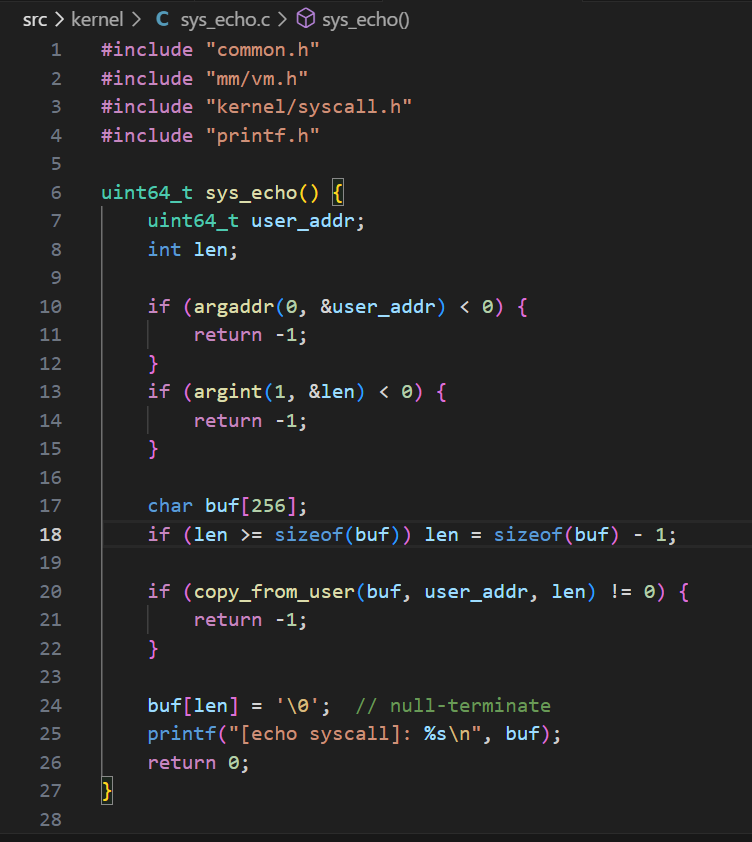 src > kernel > C sys_echo.c > sys_echo()
1 #include "common.h"
2 #include "mm/vm.h"
3 #include "kernel/syscall.h"
4 #include "printf.h"
5
6 uint64_t sys_echo() {
7     uint64_t user_addr;
8     int len;
9
10     if (argaddr(0, &user_addr) < 0) {
11         return -1;
12     }
13     if (argint(1, &len) < 0) {
14         return -1;
15     }
16
17     char buf[256];
18     if (len >= sizeof(buf)) len = sizeof(buf) - 1;
19
20     if (copy_from_user(buf, user_addr, len) != 0) {
21         return -1;
22     }
23
24     buf[len] = '\0';  // null-terminate
25     printf("[echo syscall]: %s\n", buf);
26     return 0;
27 }
28